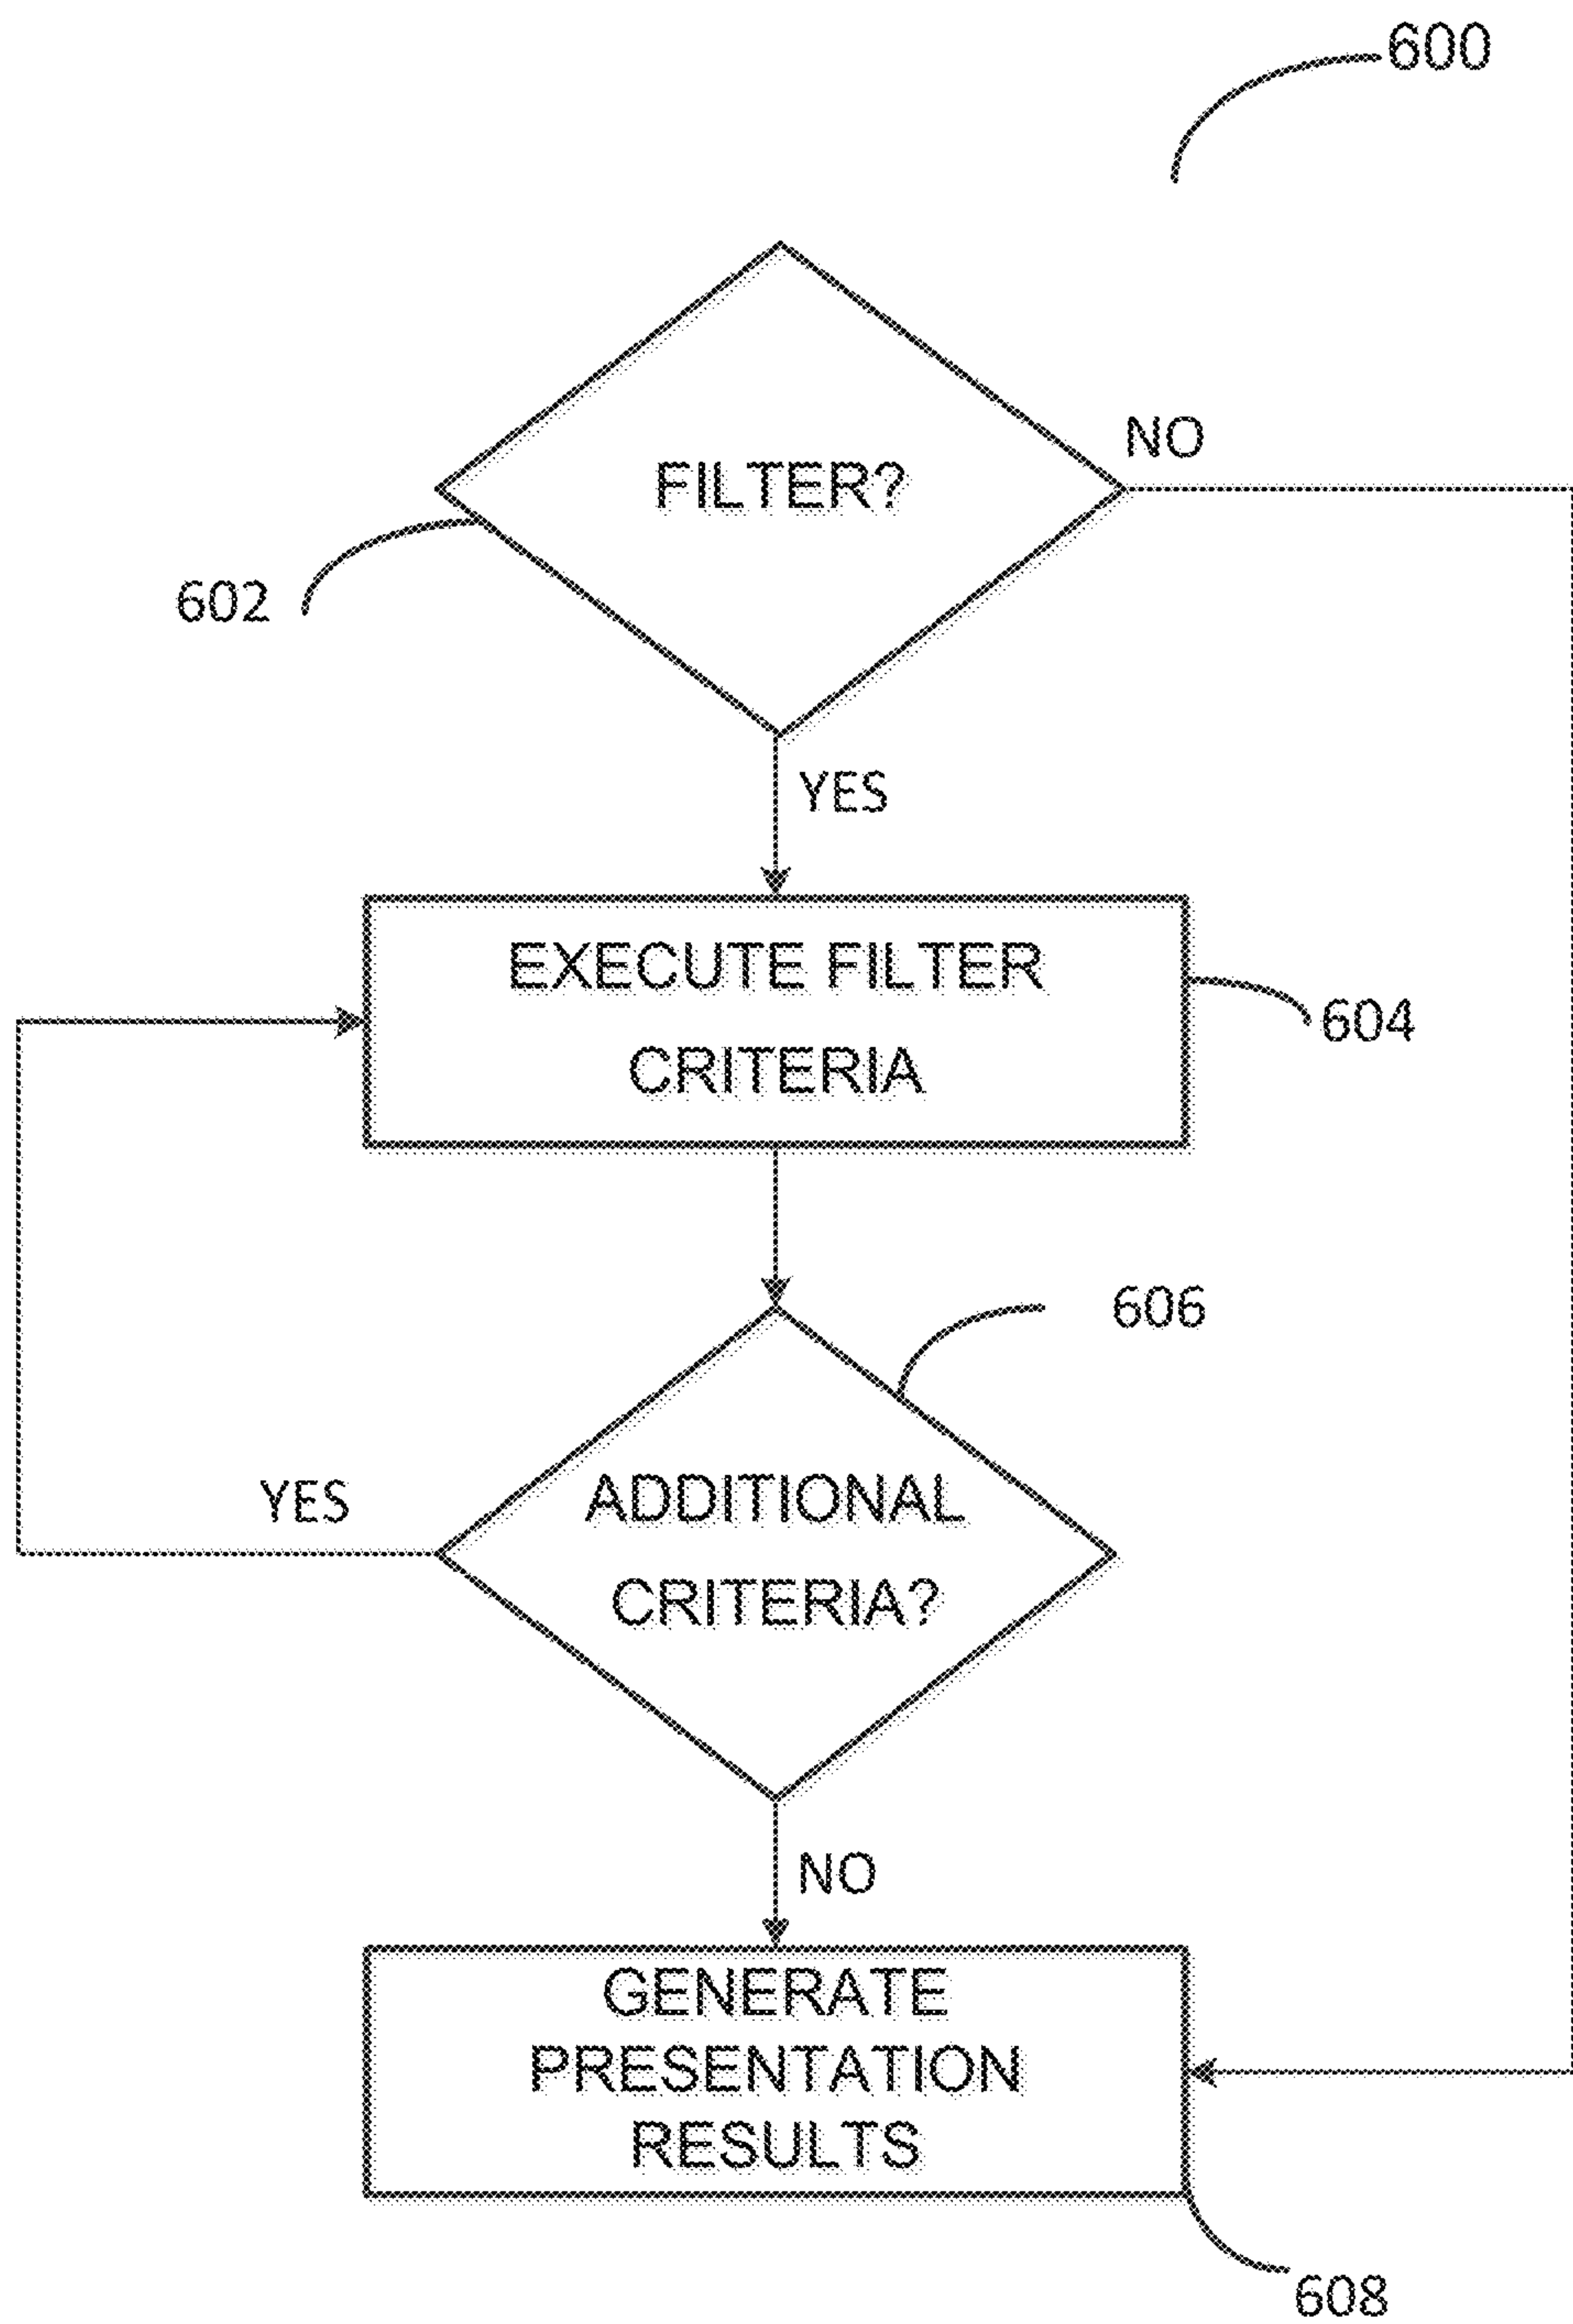 600
FILTER?
NO
602
YES
EXECUTE FILTER
CRITERIA
604
606
ADDITIONAL
CRITERIA?
YES
NO
GENERATE
PRESENTATION
RESULTS
608